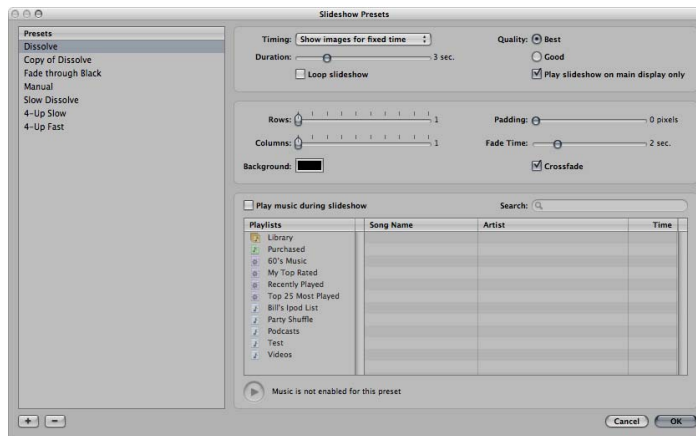 Slideshow Presets
Presets
Dissolve
Copy of Dissolve
Fade through Black
Manual
Slow Dissolve
4-Up Slow
4-Up Fast
Timing: Show images for fixed time
Quality: Best
Duration: 3 sec.
Good
Loop slideshow
Play slideshow on main display only
Rows: 1
Padding: 0 pixels
Columns: 1
Fade Time: 2 sec.
Background:
Crossfade
Play music during slideshow
Search:
Playlists Song Name Artist Time
Library
Purchased
60's Music
My Top Rated
Recently Played
Top 25 Most Played
Bill's Ipod List
Party Shuffle
Podcasts
Test
Videos
Music is not enabled for this preset
Cancel OK